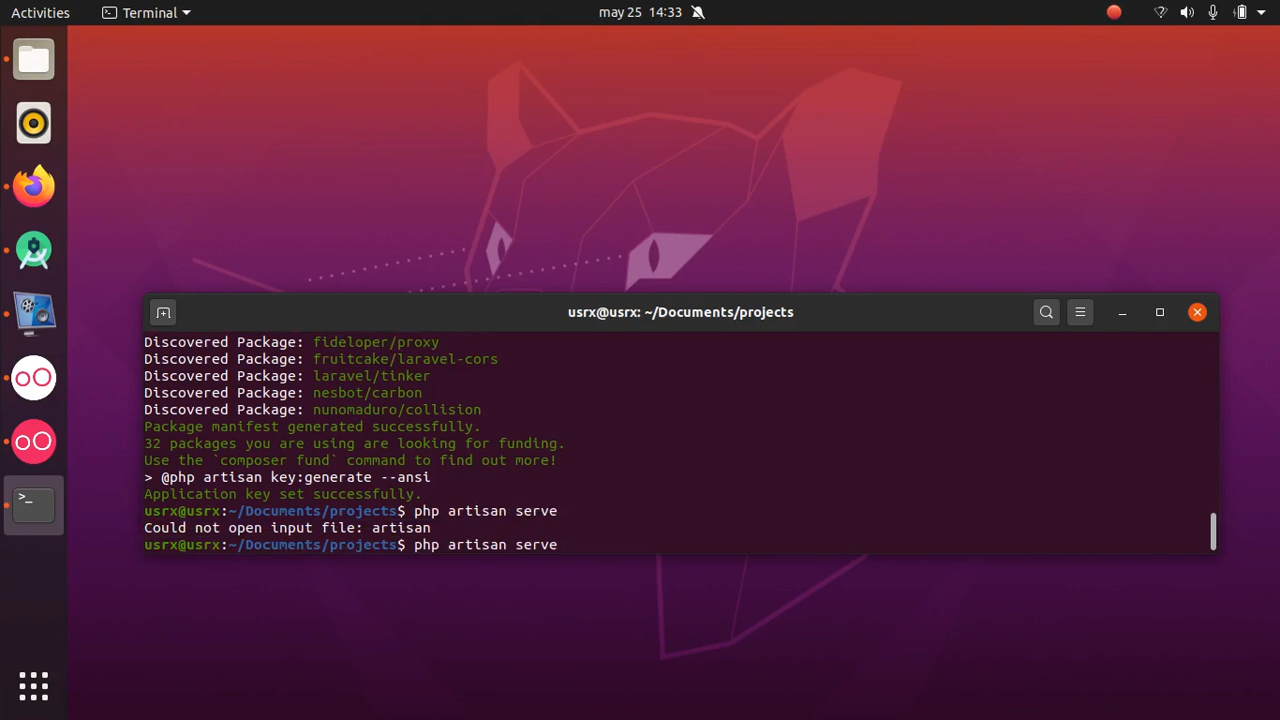 Activities
Terminal
may 25 14:33
usrx@usrx: ~/Documents/projects
Discovered Package: fideloper/proxy
Discovered Package: fruitcake/laravel-cors
Discovered Package: laravel/tinker
Discovered Package: nesbot/carbon
Discovered Package: nunomaduro/collision
Package manifest generated successfully.
32 packages you are using are looking for funding.
Use the `composer fund` command to find out more!
> @php artisan key:generate --ansi
Application key set successfully.
usrx@usrx:~/Documents/projects$ php artisan serve
Could not open input file: artisan
usrx@usrx:~/Documents/projects$ php artisan serve